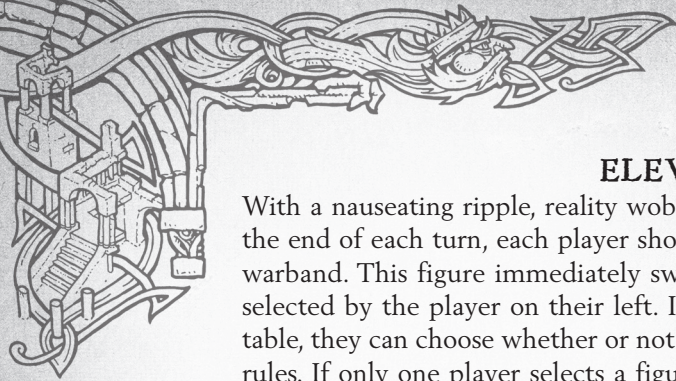 ELEV
With a nauseating ripple, reality wob
the end of each turn, each player sho
warband. This figure immediately sw
selected by the player on their left. I
table, they can choose whether or not
rules. If only one player selects a figu